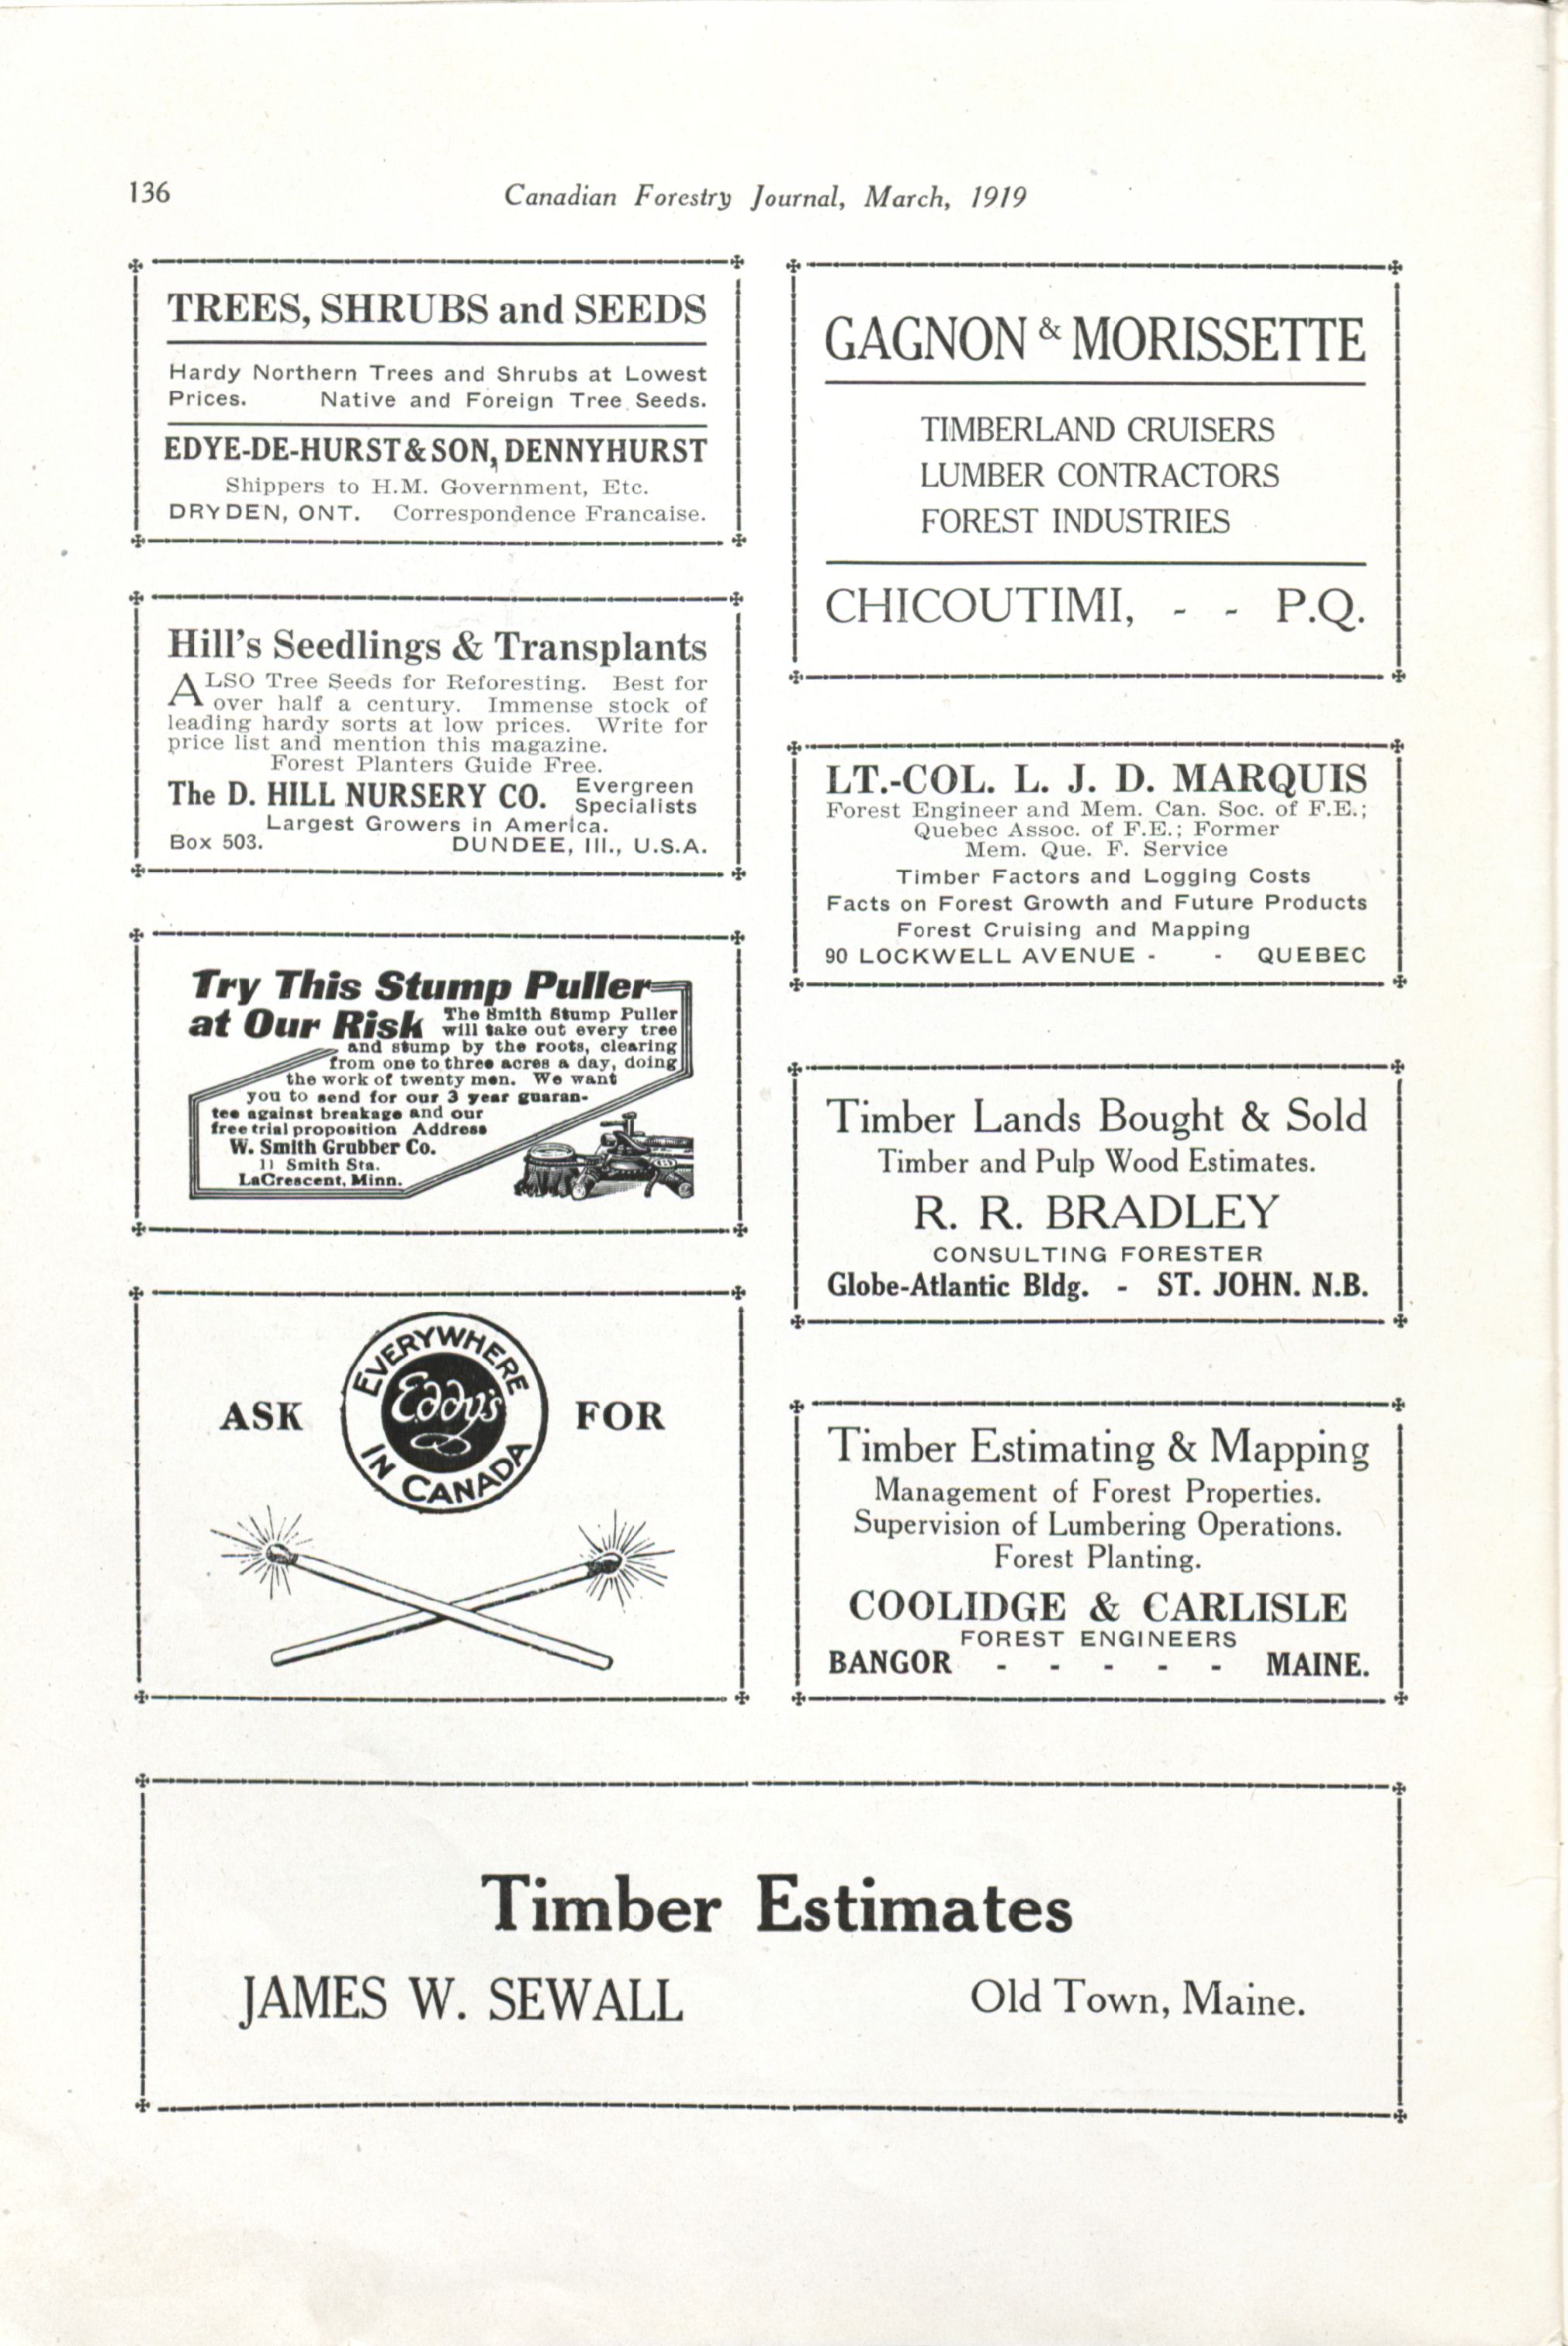 136
Canadian Forestry Journal, March, 1919
TREES, SHRUBS and SEEDS
Hardy Northern Trees and Shrubs at Lowest
Prices. Native and Foreign Tree Seeds.
EDYE-DE-HURST & SON, DENNYHURST
Shippers to H.M. Government, Etc.
DRYDEN, ONT. Correspondence Francaise.
Hill's Seedlings & Transplants
ALSO Tree Seeds for Reforesting. Best for
over half a century. Immense stock of
leading hardy sorts at low prices. Write for
price list and mention this magazine.
Forest Planters Guide Free.
The D. HILL NURSERY CO. Evergreen
Specialists
Largest Growers in America.
Box 503. DUNDEE, Ill., U.S.A.
Try This Stump Puller
at Our Risk The Smith Stump Puller
will take out every tree
and stump by the roots, clearing
from one to three acres a day, doing
the work of twenty men. We want
you to send for our 3 year guaran-
tee against breakage and our
free trial proposition Address
W. Smith Grubber Co.
11 Smith Sta.
LaCrescent, Minn.
ASK
EVERYWHERE
Eddy's
IN CANADA
FOR
GAGNON & MORISSETTE
TIMBERLAND CRUISERS
LUMBER CONTRACTORS
FOREST INDUSTRIES
CHICOUTIMI, - - P.Q.
LT.-COL. L. J. D. MARQUIS
Forest Engineer and Mem. Can. Soc. of F.E.;
Quebec Assoc. of F.E.; Former
Mem. Que. F. Service
Timber Factors and Logging Costs
Facts on Forest Growth and Future Products
Forest Cruising and Mapping
90 LOCKWELL AVENUE - - QUEBEC
Timber Lands Bought & Sold
Timber and Pulp Wood Estimates.
R. R. BRADLEY
CONSULTING FORESTER
Globe-Atlantic Bldg. - ST. JOHN. N.B.
Timber Estimating & Mapping
Management of Forest Properties.
Supervision of Lumbering Operations.
Forest Planting.
COOLIDGE & CARLISLE
FOREST ENGINEERS
BANGOR - - - - - MAINE.
Timber Estimates
JAMES W. SEWALL Old Town, Maine.